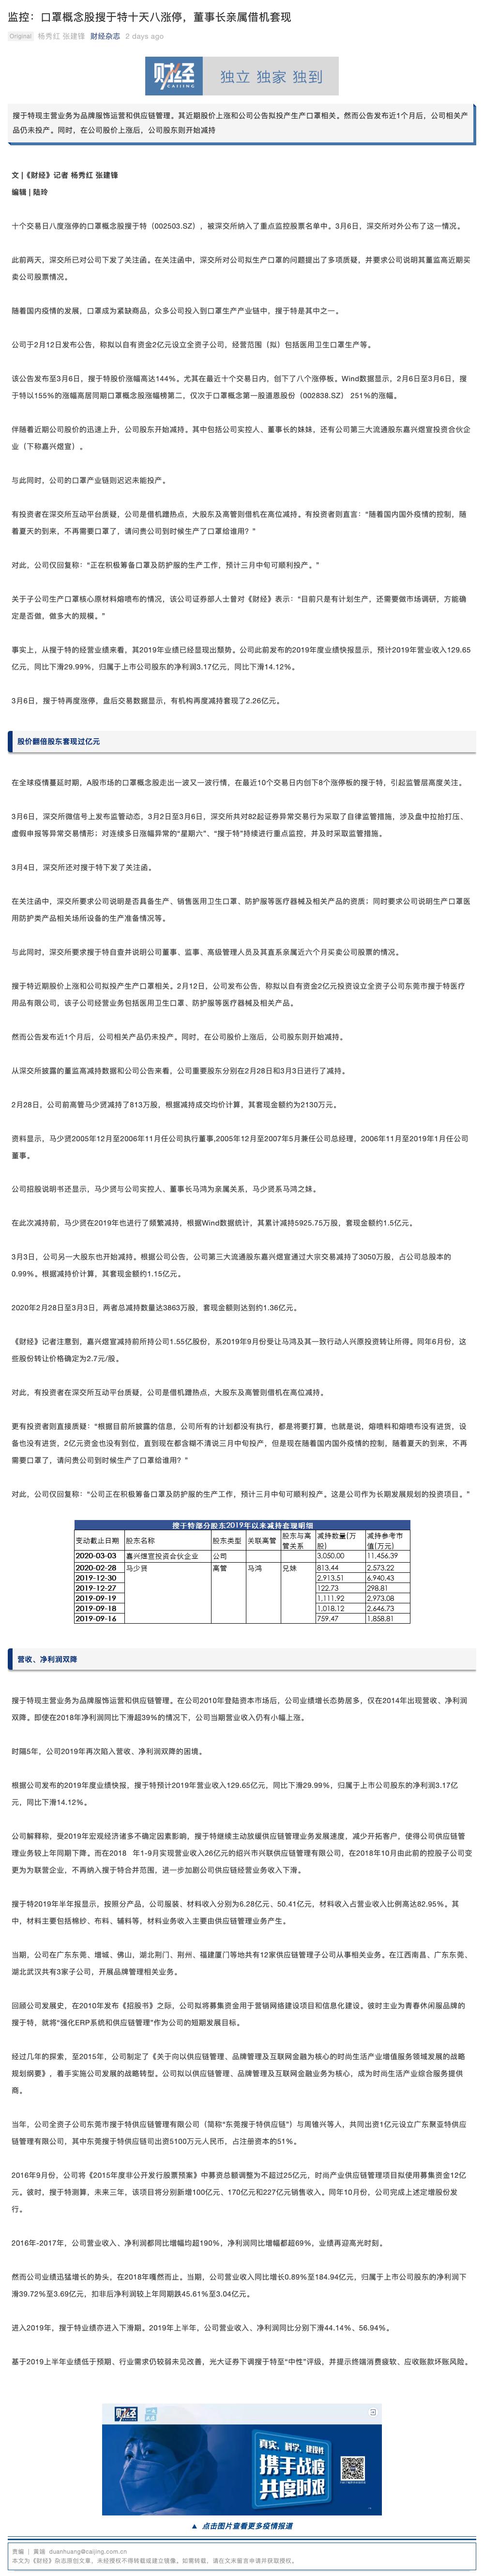 监控：口罩概念股搜于特十天八涨停，董事长亲属借机套现
Original 杨秀红 张建锋 财经杂志 2 days ago
财经 CAIJING 独立 独家 独到
搜于特现主营业务为品牌服饰运营和供应链管理。其近期股价上涨和公司公告拟投产生产口罩相关。然而公告发布近1个月后，公司相关产
品仍未投产。同时，在公司股价上涨后，公司股东则开始减持
文 |《财经》记者 杨秀红 张建锋
编辑 | 陆玲
十个交易日八度涨停的口罩概念股搜于特（002503.SZ），被深交所纳入了重点监控股票名单中。3月6日，深交所对外公布了这一情况。
此前两天，深交所已对公司下发了关注函。在关注函中，深交所对公司拟生产口罩的问题提出了多项质疑，并要求公司说明其董监高近期买
卖公司股票情况。
随着国内疫情的发展，口罩成为紧缺商品，众多公司投入到口罩生产产业链中，搜于特是其中之一。
公司于2月12日发布公告，称拟以自有资金2亿元设立全资子公司，经营范围（拟）包括医用卫生口罩生产等。
该公告发布至3月6日，搜于特股价涨幅高达144%。尤其在最近十个交易日内，创下了八个涨停板。Wind数据显示，2月6日至3月6日，搜
于特以155%的涨幅高居同期口罩概念股涨幅榜第二，仅次于口罩概念第一股道恩股份（002838.SZ） 251%的涨幅。
伴随着近期公司股价的迅速上升，公司股东开始减持。其中包括公司实控人、董事长的妹妹，还有公司第三大流通股东嘉兴煜宣投资合伙企
业（下称嘉兴煜宣）。
与此同时，公司的口罩产业链则迟迟未能投产。
有投资者在深交所互动平台质疑，公司是借机蹭热点，大股东及高管则借机在高位减持。有投资者则直言：“随着国内国外疫情的控制，随
着夏天的到来，不再需要口罩了，请问贵公司到时候生产了口罩给谁用？”
对此，公司仅回复称：“正在积极筹备口罩及防护服的生产工作，预计三月中旬可顺利投产。”
关于子公司生产口罩核心原材料熔喷布的情况，该公司证券部人士曾对《财经》表示：“目前只是有计划生产，还需要做市场调研，方能确
定是否做，做多大的规模。”
事实上，从搜于特的经营业绩来看，其2019年业绩已经显现出颓势。公司此前发布的2019年度业绩快报显示，预计2019年营业收入129.65
亿元，同比下滑29.99%，归属于上市公司股东的净利润3.17亿元，同比下滑14.12%。
3月6日，搜于特再度涨停，盘后交易数据显示，有机构再度减持套现了2.26亿元。
股价翻倍股东套现过亿元
在全球疫情蔓延时期，A股市场的口罩概念股走出一波又一波行情，在最近10个交易日内创下8个涨停板的搜于特，引起监管层高度关注。
3月6日，深交所微信号上发布监管动态，3月2日至3月6日，深交所共对82起证券异常交易行为采取了自律监管措施，涉及盘中拉抬打压、
虚假申报等异常交易情形；对连续多日涨幅异常的“星期六”、“搜于特”持续进行重点监控，并及时采取监管措施。
3月4日，深交所还对搜于特下发了关注函。
在关注函中，深交所要求公司说明是否具备生产、销售医用卫生口罩、防护服等医疗器械及相关产品的资质；同时要求公司说明生产口罩医
用防护类产品相关场所设备的生产准备情况等。
与此同时，深交所要求搜于特自查并说明公司董事、监事、高级管理人员及其直系亲属近六个月买卖公司股票的情况。
搜于特近期股价上涨和公司拟投产生产口罩相关。2月12日，公司发布公告，称拟以自有资金2亿元投资设立全资子公司东莞市搜于特医疗
用品有限公司，该子公司经营业务包括医用卫生口罩、防护服等医疗器械及相关产品。
然而公告发布近1个月后，公司相关产品仍未投产。同时，在公司股价上涨后，公司股东则开始减持。
从深交所披露的董监高减持数据和公司公告来看，公司重要股东分别在2月28日和3月3日进行了减持。
2月28日，公司前高管马少贤减持了813万股，根据减持成交均价计算，其套现金额约为2130万元。
资料显示，马少贤2005年12月至2006年11月任公司执行董事,2005年12月至2007年5月兼任公司总经理，2006年11月至2019年1月任公司
董事。
公司招股说明书还显示，马少贤与公司实控人、董事长马鸿为亲属关系，马少贤系马鸿之妹。
在此次减持前，马少贤在2019年也进行了频繁减持，根据Wind数据统计，其累计减持5925.75万股，套现金额约1.5亿元。
3月3日，公司另一大股东也开始减持。根据公司公告，公司第三大流通股东嘉兴煜宣通过大宗交易减持了3050万股，占公司总股本的
0.99%。根据减持价计算，其套现金额约1.15亿元。
2020年2月28日至3月3日，两者总减持数量达3863万股，套现金额则达到约1.36亿元。
《财经》记者注意到，嘉兴煜宣减持前所持公司1.55亿股份，系2019年9月份受让马鸿及其一致行动人兴原投资转让所得。同年6月份，这
些股份转让价格确定为2.7元/股。
对此，有投资者在深交所互动平台质疑，公司是借机蹭热点，大股东及高管则借机在高位减持。
更有投资者则直接质疑：“根据目前所披露的信息，公司所有的计划都没有执行，都是将要打算，也就是说，熔喷料和熔喷布没有进货，设
备也没有进货，2亿元资金也没有到位，直到现在都含糊不清说三月中旬投产，但是现在随着国内国外疫情的控制，随着夏天的到来，不再
需要口罩了，请问贵公司到时候生产了口罩给谁用？”
对此，公司仅回复称：“公司正在积极筹备口罩及防护服的生产工作，预计三月中旬可顺利投产。这是公司作为长期发展规划的投资项目。”
搜于特部分股东2019年以来减持套现明细
变动截止日期 股东名称 股东类型 关联高管 股东与高管关系 减持数量(万股) 减持参考市值(万元)
2020-03-03 嘉兴煜宣投资合伙企业 公司 3,050.00 11,456.39
2020-02-28 马少贤 高管 马鸿 兄妹 813.44 2,573.22
2019-12-30 2,913.51 6,940.43
2019-12-27 122.73 298.81
2019-09-19 1,111.92 2,973.08
2019-09-18 1,018.12 2,646.73
2019-09-16 759.47 1,858.81
营收、净利润双降
搜于特现主营业务为品牌服饰运营和供应链管理。在公司2010年登陆资本市场后，公司业绩增长态势居多，仅在2014年出现营收、净利润
双降。即使在2018年净利润同比下滑超39%的情况下，公司当期营业收入仍有小幅上涨。
时隔5年，公司2019年再次陷入营收、净利润双降的困境。
根据公司发布的2019年度业绩快报，搜于特预计2019年营业收入129.65亿元，同比下滑29.99%，归属于上市公司股东的净利润3.17亿
元，同比下滑14.12%。
公司解释称，受2019年宏观经济诸多不确定因素影响，搜于特继续主动放缓供应链管理业务发展速度，减少开拓客户，使得公司供应链管
理业务较上年同期下降。而在2018 年1-9月实现营业收入26亿元的绍兴市兴联供应链管理有限公司，在2018年10月由此前的控股子公司变
更为为联营企业，不再纳入搜于特合并范围，进一步加剧公司供应链经营业务收入下滑。
搜于特2019年半年报显示，按照分产品，公司服装、材料收入分别为6.28亿元、50.41亿元，材料收入占营业收入比例高达82.95%。其
中，材料主要包括棉纱、布料、辅料等，材料业务收入主要由供应链管理业务产生。
当期，公司在广东东莞、增城、佛山，湖北荆门、荆州、福建厦门等地共有12家供应链管理子公司从事相关业务。在江西南昌、广东东莞、
湖北武汉共有3家子公司，开展品牌管理相关业务。
回顾公司发展史，在2010年发布《招股书》之际，公司拟将募集资金用于营销网络建设项目和信息化建设。彼时主业为青春休闲服品牌的
搜于特，就将“强化ERP系统和供应链管理”作为公司的短期发展目标。
经过几年的探索，至2015年，公司制定了《关于向以供应链管理、品牌管理及互联网金融为核心的时尚生活产业增值服务领域发展的战略
规划纲要》，着手实施公司发展的战略转型。公司拟以供应链管理、品牌管理及互联网金融业务为核心，成为时尚生活产业综合服务提供
商。
当年，公司全资子公司东莞市搜于特供应链管理有限公司（简称“东莞搜于特供应链”）与周锥兴等人，共同出资1亿元设立广东聚亚特供应
链管理有限公司，其中东莞搜于特供应链司出资5100万元人民币，占注册资本的51%。
2016年9月份，公司将《2015年度非公开发行股票预案》中募资总额调整为不超过25亿元，时尚产业供应链管理项目拟使用募集资金12亿
元。彼时，搜于特测算，未来三年，该项目将分别新增100亿元、170亿元和227亿元销售收入。同年10月份，公司完成上述定增股份发
行。
2016年-2017年，公司营业收入、净利润都同比增幅均超190%，净利润同比增幅都超69%，业绩再迎高光时刻。
然而公司业绩迅猛增长的势头，在2018年嘎然而止。当期，公司营业收入同比增长0.89%至184.94亿元，归属于上市公司股东的净利润下
滑39.72%至3.69亿元，扣非后净利润较上年同期跌45.61%至3.04亿元。
进入2019年，搜于特业绩亦进入下滑期。2019年上半年，公司营业收入、净利润同比分别下滑44.14%、56.94%。
基于2019上半年业绩低于预期、行业需求仍较弱未见改善，光大证券下调搜于特至“中性”评级，并提示终端消费疲软、应收账款坏账风险。
财经
真实、科学、建设性
携手战疫
共度时艰
▲ 点击图片查看更多疫情报道
责编 | 黄端 duanhuang@caijing.com.cn
本文为《财经》杂志原创文章，未经授权不得转载或建立镜像。如需转载，请在文末留言申请并获取授权。